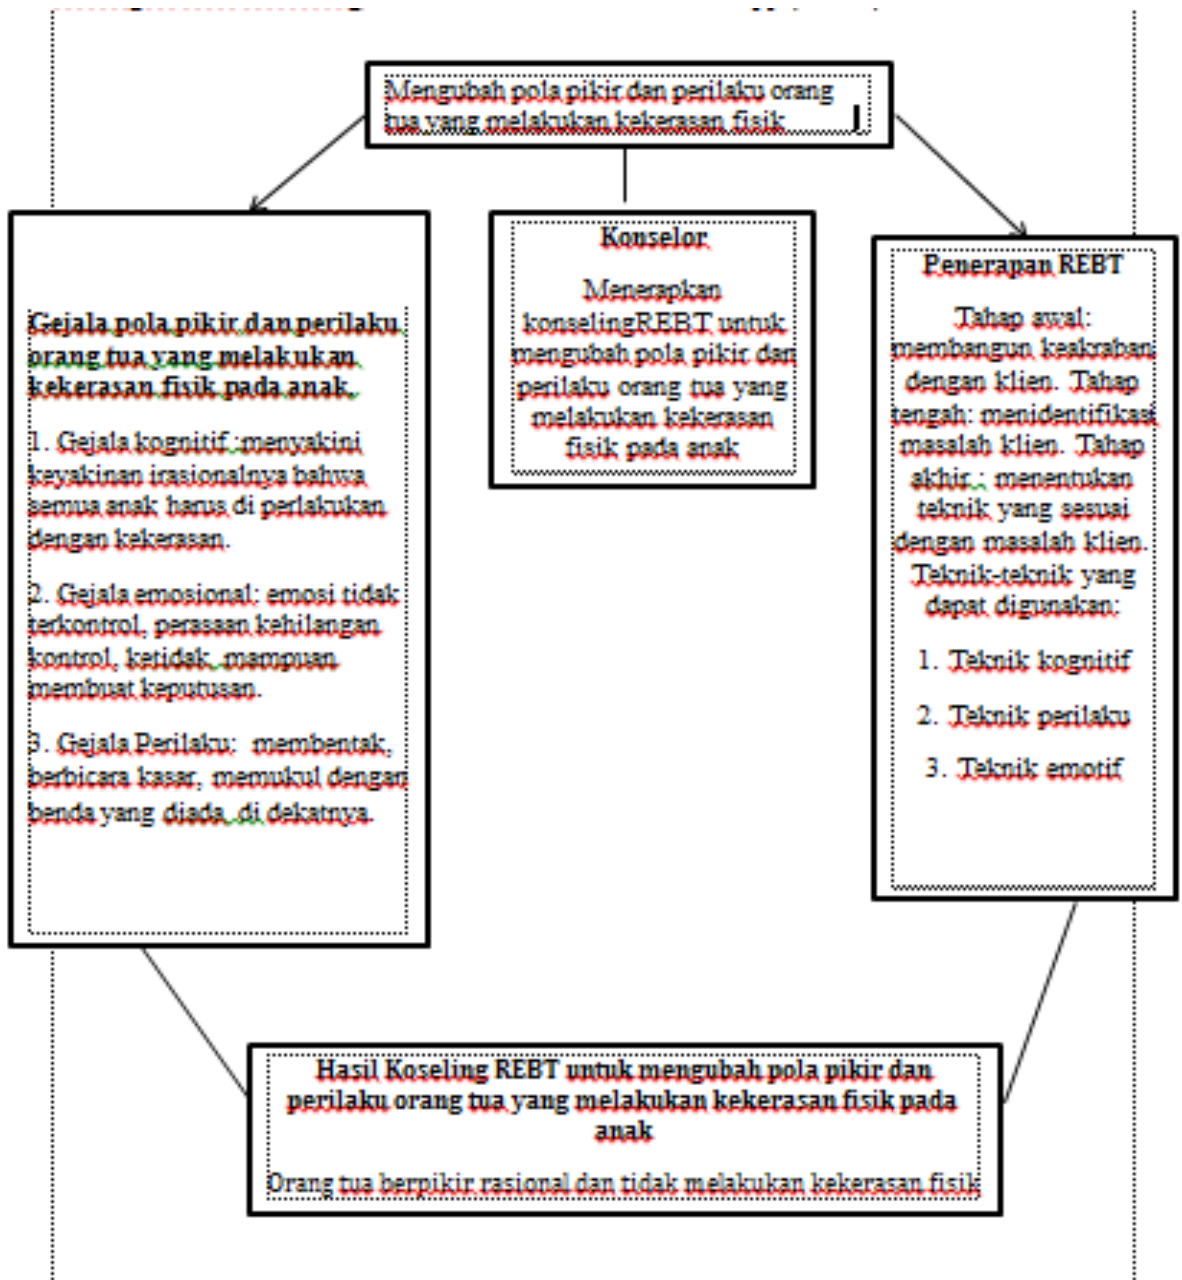 Mengubah pola pikir dan perilaku orang
tua yang melakukan kekerasan fisik
Gejala pola pikir dan perilaku
orang tua yang melakukan
kekerasan fisik pada anak.
1. Gejala kognitif :menyakini
keyakinan irasionalnya bahwa
semua anak harus di perlakukan
dengan kekerasan.
2. Gejala emosional: emosi tidak
terkontrol, perasaan kehilangan
kontrol, ketidak mampuan
membuat keputusan.
3. Gejala Perilaku: membentak,
berbicara kasar, memukul dengan
benda yang diada di dekatnya.
Konselor
Menerapkan
konselingREBT untuk
mengubah pola pikir dan
perilaku orang tua yang
melakukan kekerasan
fisik pada anak
Penerapan REBT
Tahap awal:
membangun keakraban
dengan klien. Tahap
tengah: menidentifikasi
masalah klien. Tahap
akhir : menentukan
teknik yang sesuai
dengan masalah klien.
Teknik-teknik yang
dapat digunakan:
1. Teknik kognitif
2. Teknik perilaku
3. Teknik emotif
Hasil Koseling REBT untuk mengubah pola pikir dan
perilaku orang tua yang melakukan kekerasan fisik pada
anak
Orang tua berpikir rasional dan tidak melakukan kekerasan fisik